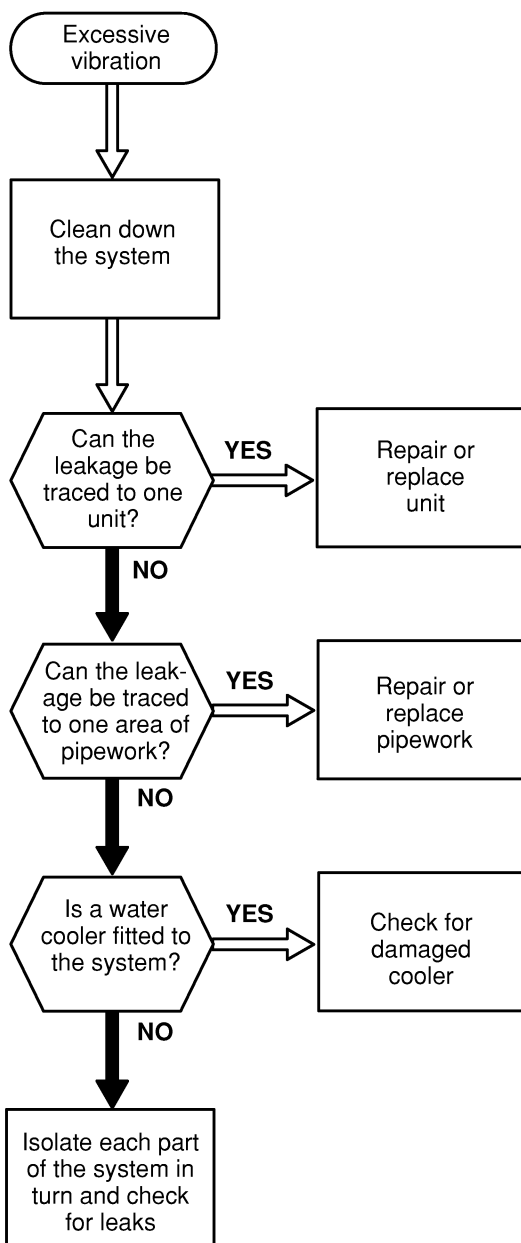 Excessive
vibration
Clean down
the system
Can the
leakage be
traced to one
unit?
YES
Repair or
replace
unit
NO
Can the leak-
age be traced
to one area of
pipework?
YES
Repair or
replace
pipework
NO
Is a water
cooler fitted to
the system?
YES
Check for
damaged
cooler
NO
Isolate each part
of the system in
turn and check
for leaks